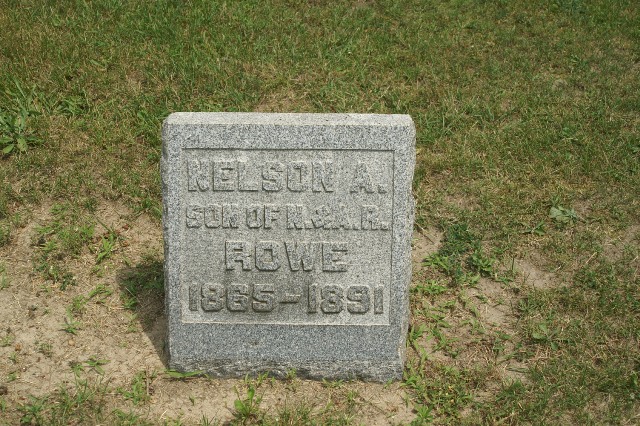 NELSON A.
SON OF N.&A.R.
ROWE
1865-1891